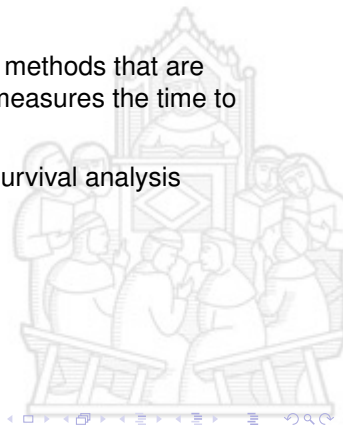 methods that are
measures the time to
urvival analysis